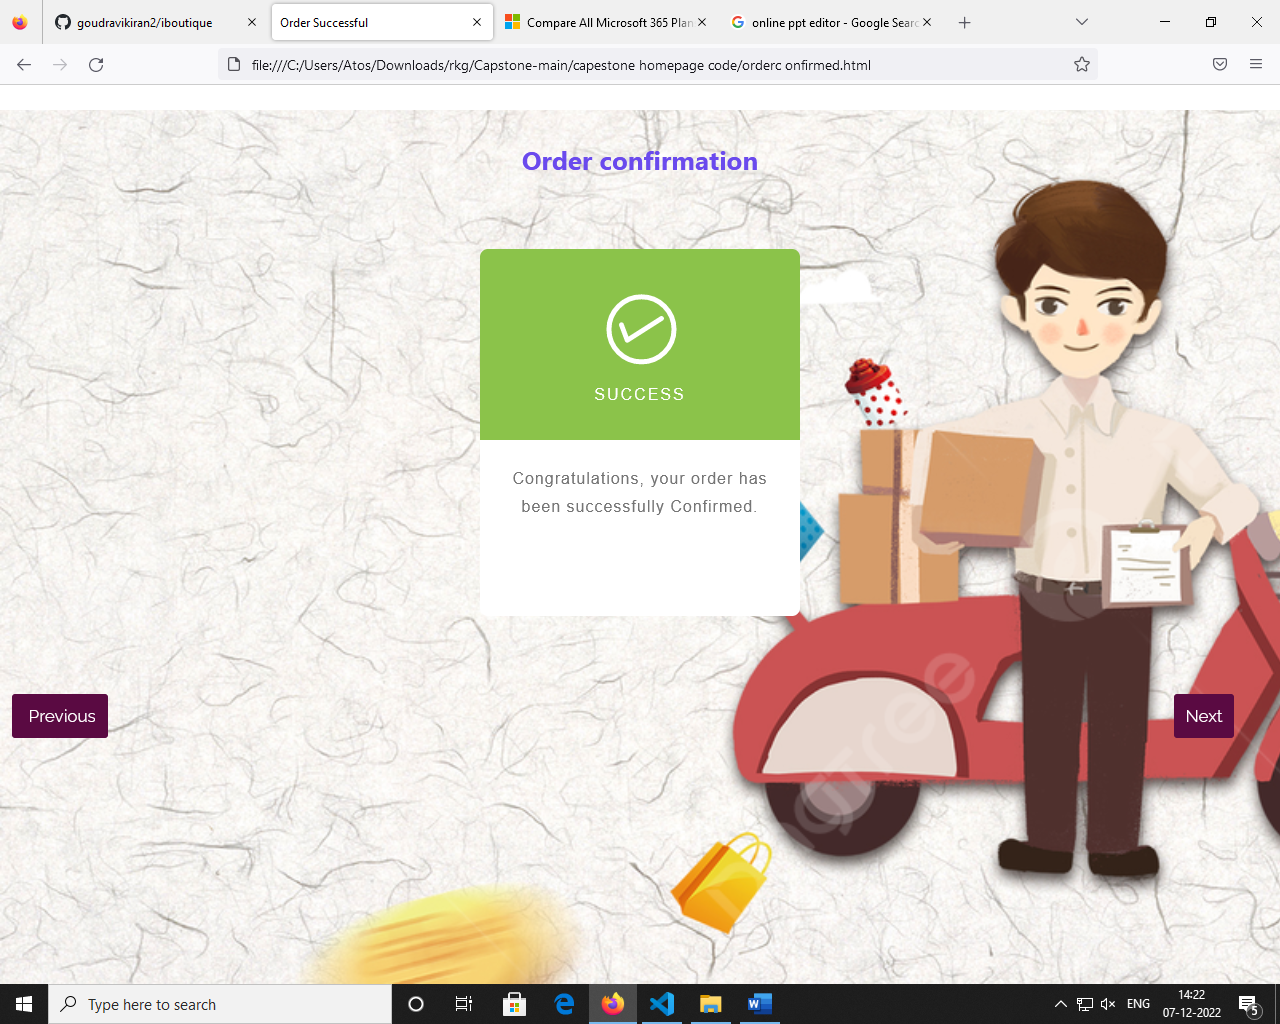 goudravikiran2/iboutique
Order Successful
Compare All Microsoft 365 Plan
online ppt editor - Google Searc
file:///C:/Users/Atos/Downloads/rkg/Capstone-main/capestone homepage code/orderc onfirmed.html
Order confirmation
SUCCESS
Congratulations, your order has
been successfully Confirmed.
Previous
Next
ngtree
Type here to search
ENG
14:22
07-12-2022
5